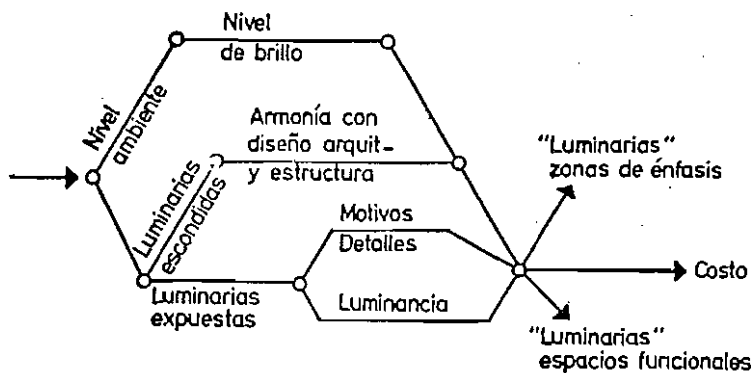 Nivel
de brillo
Nivel
ambiente
Armonía con
diseño arquit-
y estructura
Luminarias
escondidas
"Luminarias"
zonas de énfasis
Motivos
Detalles
Costo
Luminarias
expuestas
Luminancia
"Luminarias"
espacios funcionales